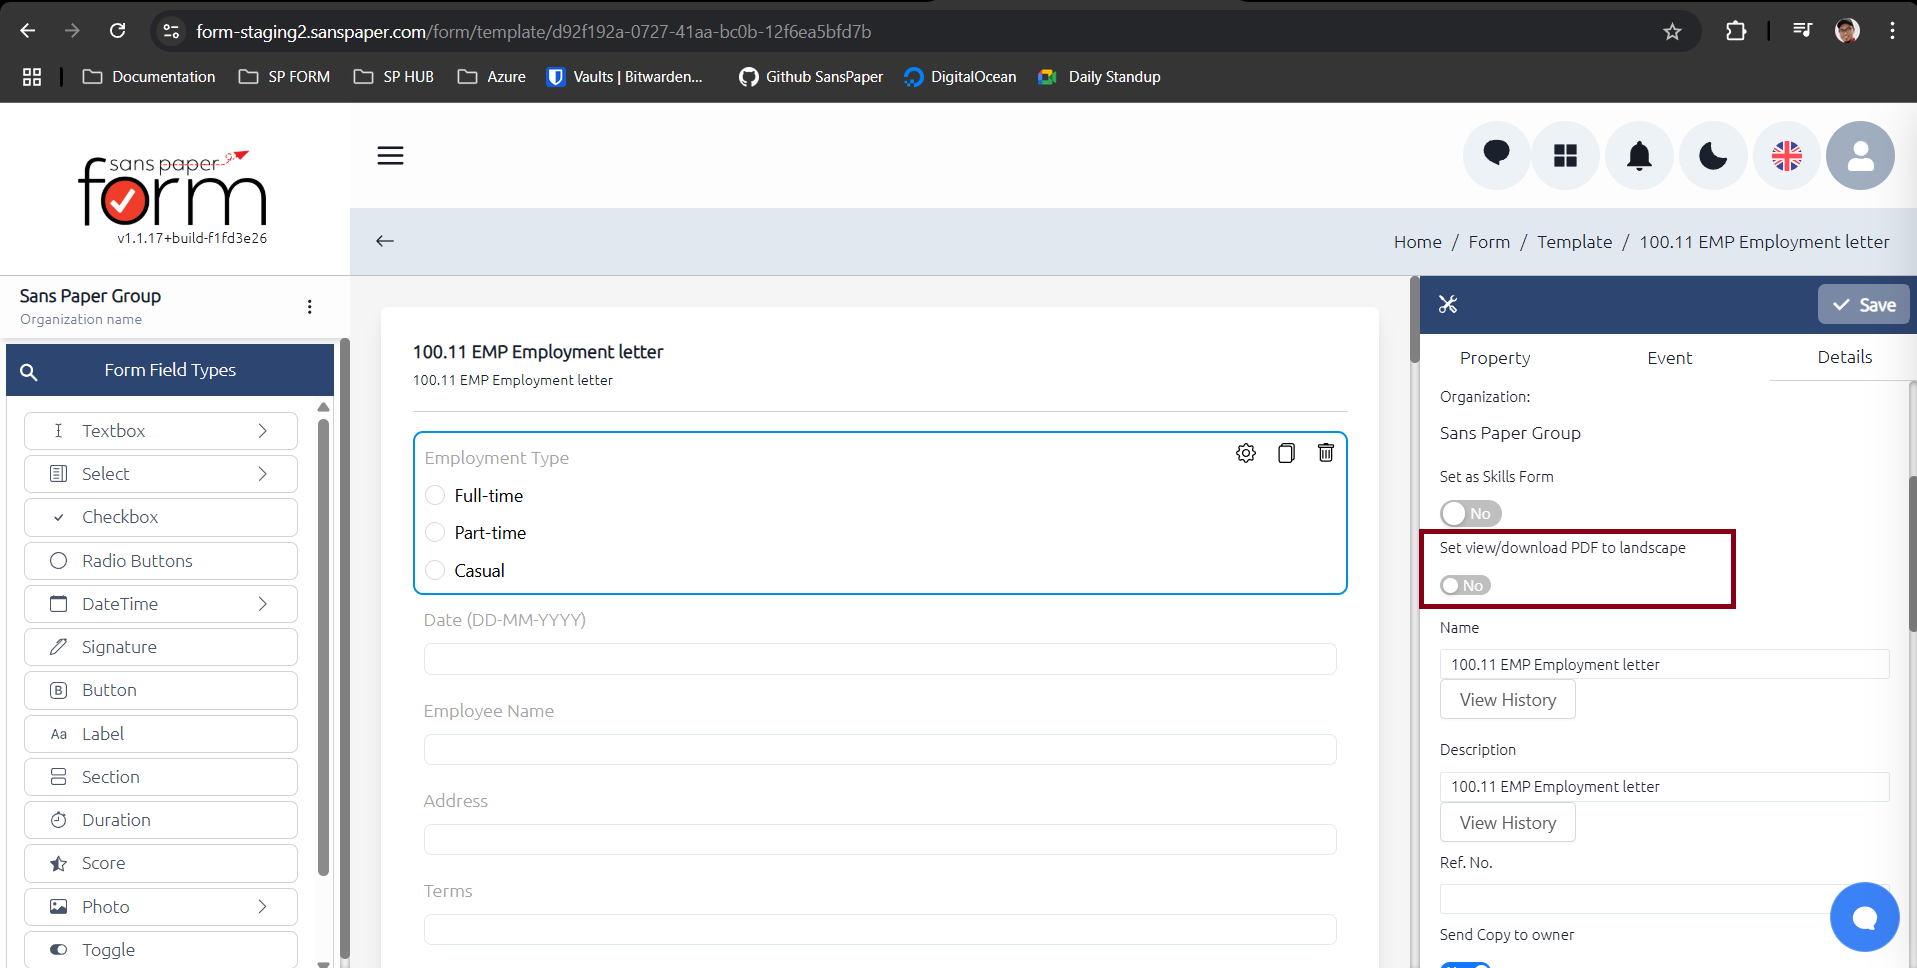 form-staging2.sanspaper.com/form/template/d92f192a-0727-41aa-bc0b-12f6ea5bfd7b
Documentation SP FORM SP HUB Azure Vaults | Bitwarden... Github SansPaper DigitalOcean Daily Standup
sans paper
form
v1.1.17+build-f1fd3e26
Home / Form / Template / 100.11 EMP Employment letter
Sans Paper Group
Organization name
Form Field Types
Textbox
Select
Checkbox
Radio Buttons
DateTime
Signature
B Button
Aa Label
Section
Duration
Score
Photo
Toggle
100.11 EMP Employment letter
100.11 EMP Employment letter
Employment Type
Full-time
Part-time
Casual
Date (DD-MM-YYYY)
Employee Name
Address
Terms
Save
Property Event Details
Organization:
Sans Paper Group
Set as Skills Form
No
Set view/download PDF to landscape
No
Name
100.11 EMP Employment letter
View History
Description
100.11 EMP Employment letter
View History
Ref. No.
Send Copy to owner